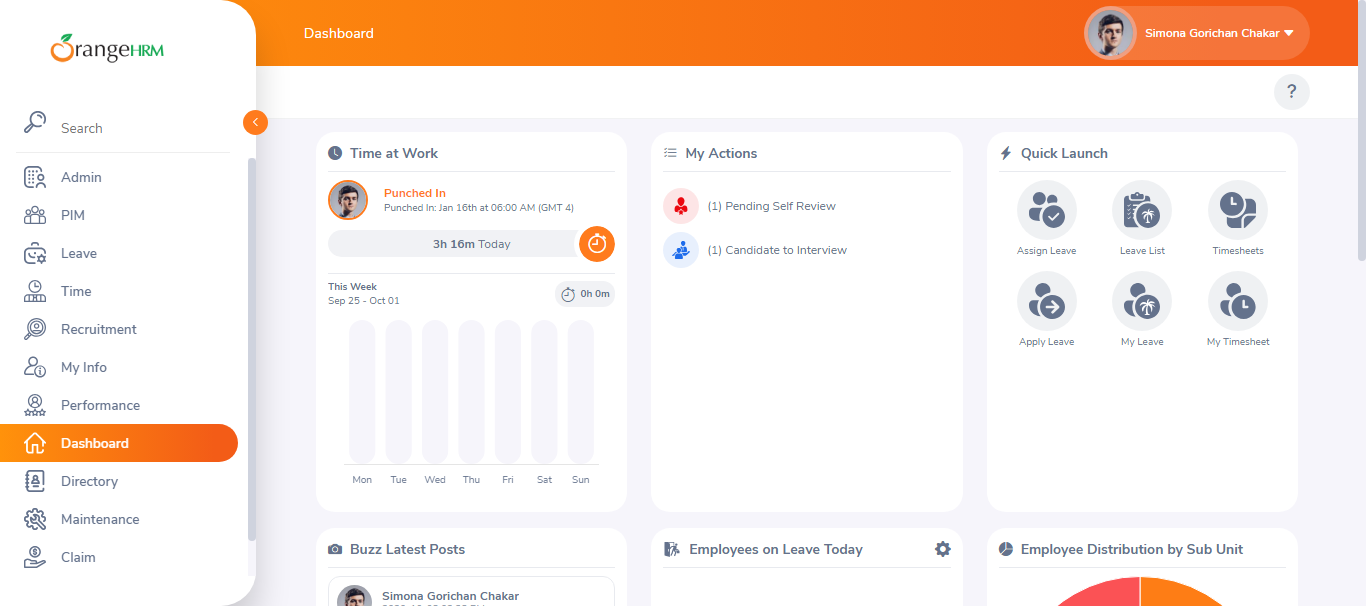 OrangeHRM
Dashboard
Simona Gorichan Chakar
?
Search
Admin
PIM
Leave
Time
Recruitment
My Info
Performance
Dashboard
Directory
Maintenance
Claim
Time at Work
Punched In
Punched In: Jan 16th at 06:00 AM (GMT 4)
3h 16m Today
This Week
Sep 25 - Oct 01
0h 0m
Mon Tue Wed Thu Fri Sat Sun
My Actions
(1) Pending Self Review
(1) Candidate to Interview
Quick Launch
Assign Leave Leave List Timesheets
Apply Leave My Leave My Timesheet
Buzz Latest Posts
Simona Gorichan Chakar
Employees on Leave Today
Employee Distribution by Sub Unit